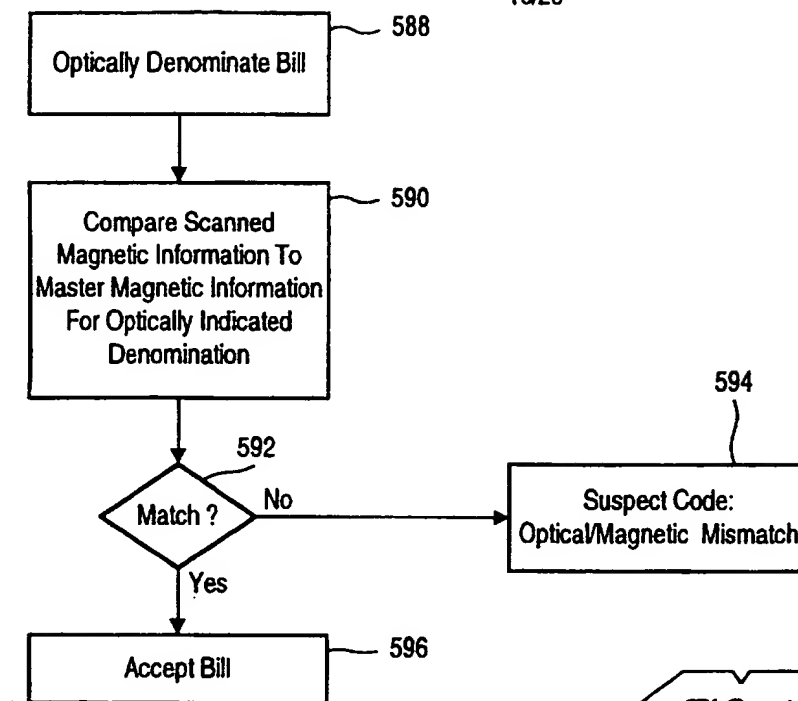 588
Optically Denominate Bill
590
Compare Scanned
Magnetic Information To
Master Magnetic Information
For Optically Indicated
Denomination
592
Match ?
No
Yes
594
Suspect Code:
Optical/Magnetic Mismatch
596
Accept Bill